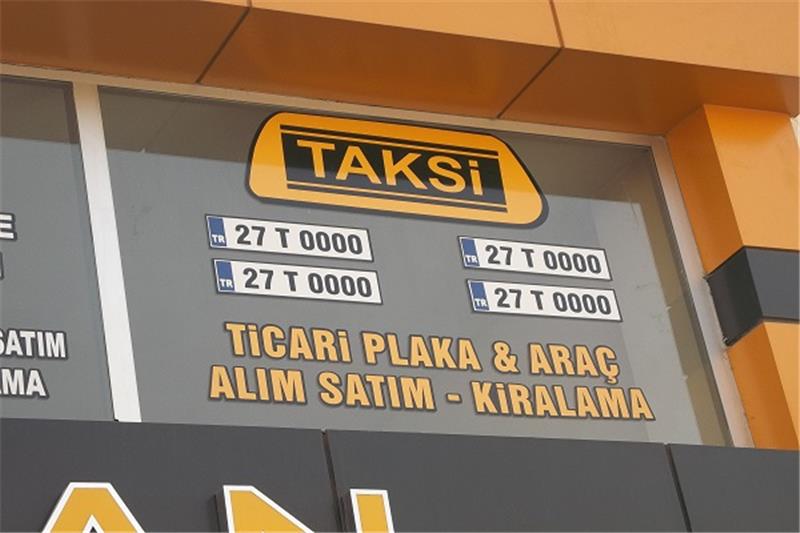 TAKSi
TR 27 T 0000
TR 27 T 0000
TR 27 T 0000
TR 27 T 0000
TiCARi PLAKA & ARAÇ
ALIM SATIM - KiRALAMA
SATIM
AMA
AN